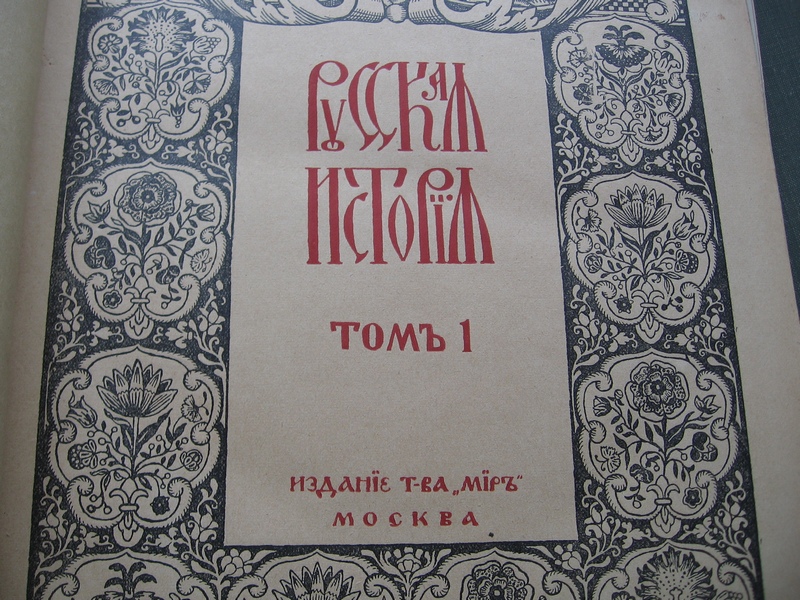 Русская
Исторія
Томъ 1
Изданіе Т-ва „Міръ“
Москва